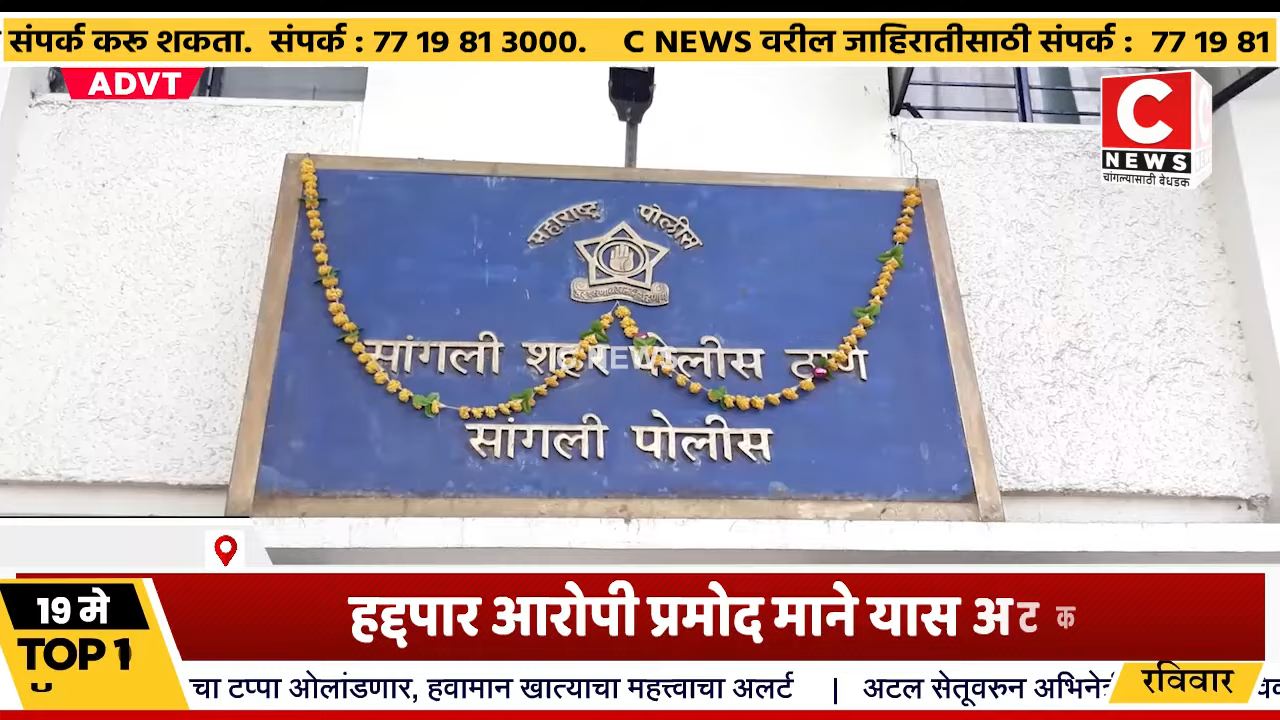 संपर्क करू शकता. संपर्क : 77 19 81 3000. C NEWS वरील जाहिरातीसाठी संपर्क : 77 19 81
ADVT
C
NEWS
चांगल्यासाठी बेधडक
महाराष्ट्र पोलीस
सांगली शहर पोलीस ठाणे
C NEWS
सांगली पोलीस
19 मे
TOP 1
हद्दपार आरोपी प्रमोद माने यास अटक
चा टप्पा ओलांडणार, हवामान खात्याचा महत्त्वाचा अलर्ट | अटल सेतूवरुन
रविवार